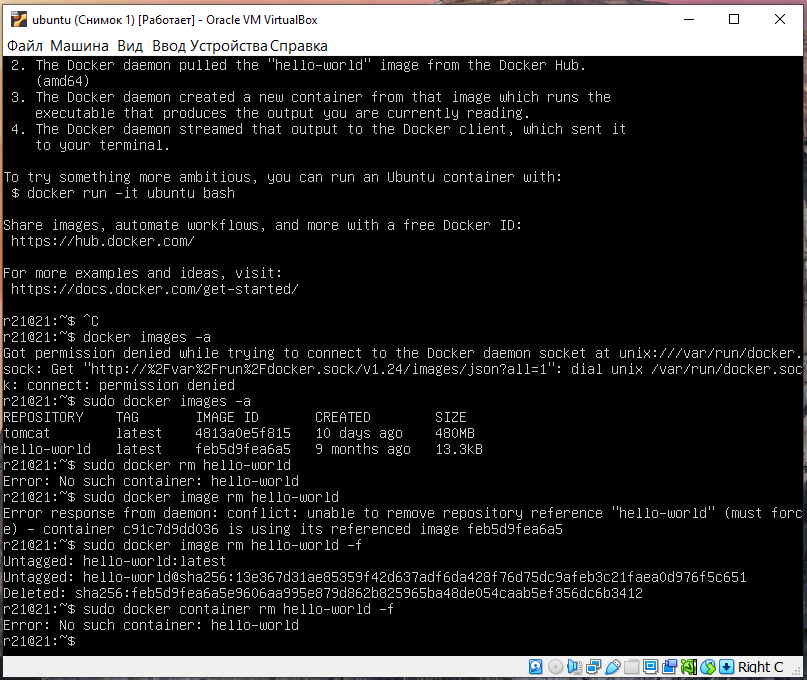 ubuntu (Снимок 1) [Работает] - Oracle VM VirtualBox
Файл Машина Вид Ввод Устройства Справка
2. The Docker daemon pulled the "hello-world" image from the Docker Hub.
(amd64)
3. The Docker daemon created a new container from that image which runs the
executable that produces the output you are currently reading.
4. The Docker daemon streamed that output to the Docker client, which sent it
to your terminal.
To try something more ambitious, you can run an Ubuntu container with:
$ docker run -it ubuntu bash
Share images, automate workflows, and more with a free Docker ID:
https://hub.docker.com/
For more examples and ideas, visit:
https://docs.docker.com/get-started/
r21@21:~$ ^C
r21@21:~$ docker images -a
Got permission denied while trying to connect to the Docker daemon socket at unix:///var/run/docker.
sock: Get "http://%2Fvar%2Frun%2Fdocker.sock/v1.24/images/json?all=1": dial unix /var/run/docker.soc
k: connect: permission denied
r21@21:~$ sudo docker images -a
REPOSITORY TAG IMAGE ID CREATED SIZE
tomcat latest 4813a0e5f815 10 days ago 480MB
hello-world latest feb5d9fea6a5 9 months ago 13.3kB
r21@21:~$ sudo docker rm hello-world
Error: No such container: hello-world
r21@21:~$ sudo docker image rm hello-world
Error response from daemon: conflict: unable to remove repository reference "hello-world" (must forc
e) - container c91c7d9dd036 is using its referenced image feb5d9fea6a5
r21@21:~$ sudo docker image rm hello-world -f
Untagged: hello-world:latest
Untagged: hello-world@sha256:13e367d31ae85359f42d637adf6da428f76d75dc9afeb3c21faea0d976f5c651
Deleted: sha256:feb5d9fea6a5e9606aa995e879d862b825965ba48de054caab5ef356dc6b3412
r21@21:~$ sudo docker container rm hello-world -f
Error: No such container: hello-world
r21@21:~$
Right C